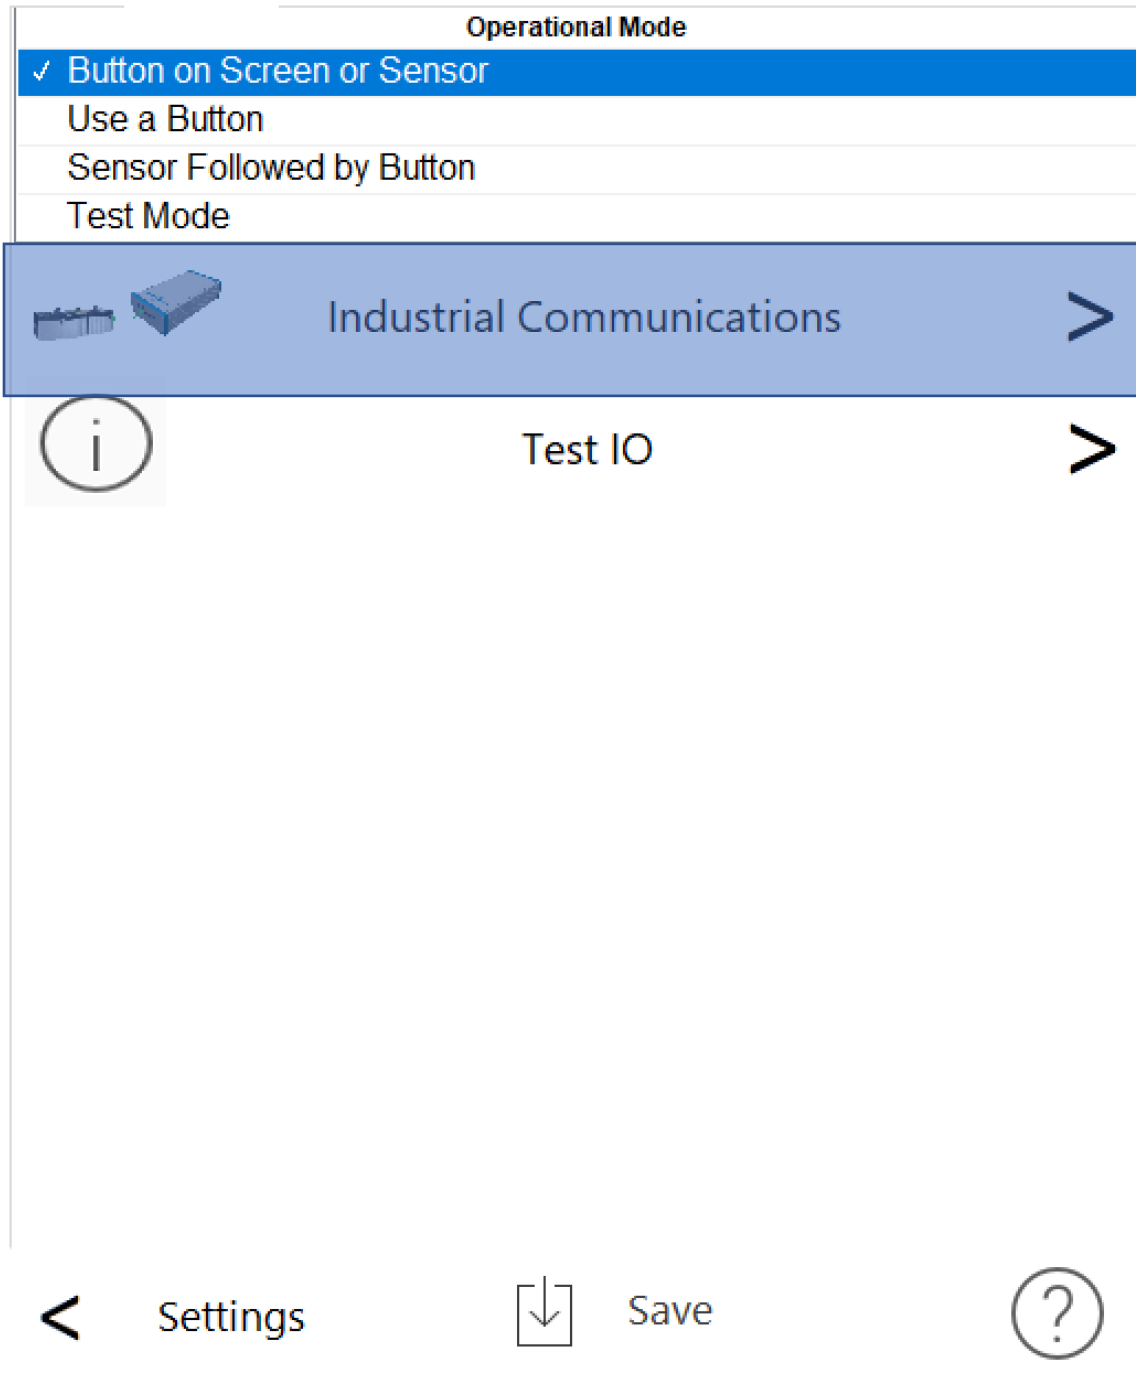 Operational Mode
✓ Button on Screen or Sensor
Use a Button
Sensor Followed by Button
Test Mode
Industrial Communications >
i Test IO >
< Settings Save ?